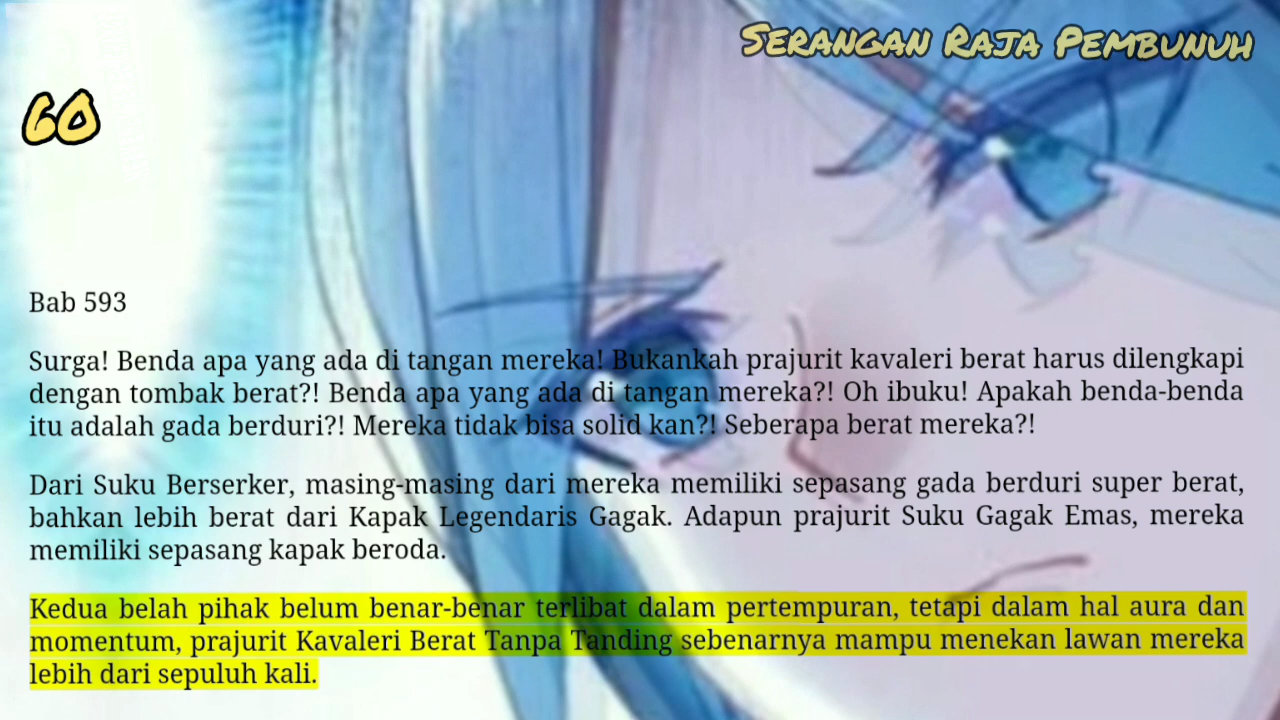 Serangan Raja Pembunuh
60
Bab 593
Surga! Benda apa yang ada di tangan mereka! Bukankah prajurit kavaleri berat harus dilengkapi
dengan tombak berat?! Benda apa yang ada di tangan mereka?! Oh ibuku! Apakah benda-benda
itu adalah gada berduri?! Mereka tidak bisa solid kan?! Seberapa berat mereka?!
Dari Suku Berserker, masing-masing dari mereka memiliki sepasang gada berduri super berat,
bahkan lebih berat dari Kapak Legendaris Gagak. Adapun prajurit Suku Gagak Emas, mereka
memiliki sepasang kapak beroda.
Kedua belah pihak belum benar-benar terlibat dalam pertempuran, tetapi dalam hal aura dan
momentum, prajurit Kavaleri Berat Tanpa Tanding sebenarnya mampu menekan lawan mereka
lebih dari sepuluh kali.